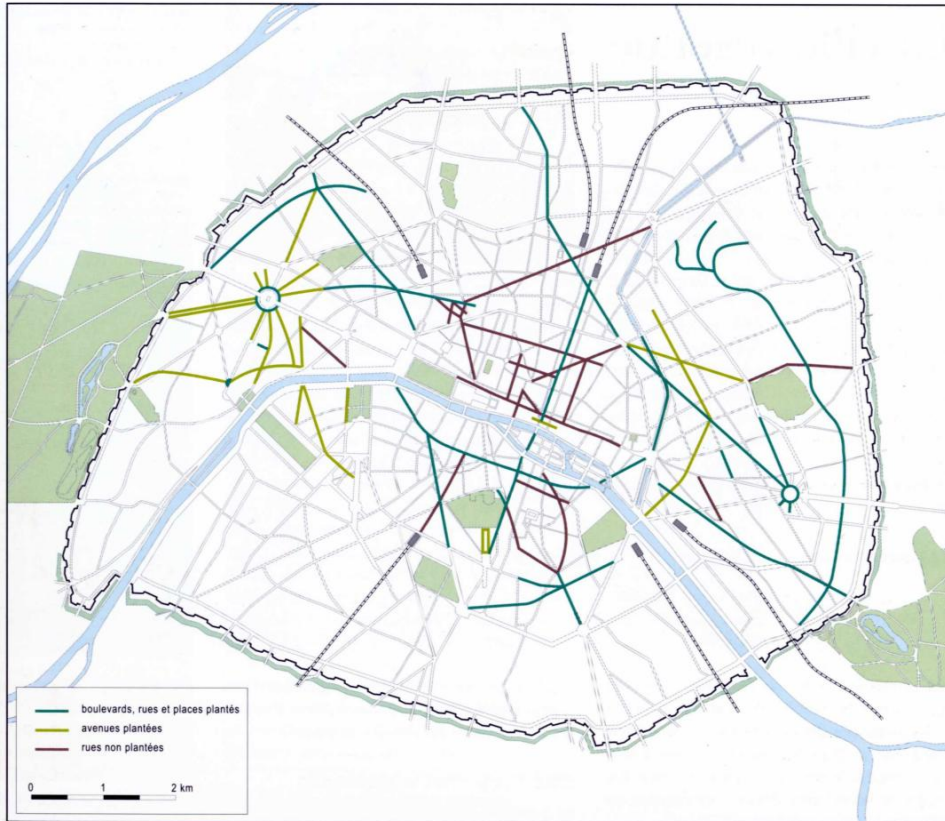 boulevards, rues et places plantés
avenues plantées
rues non plantées
0 1 2 km